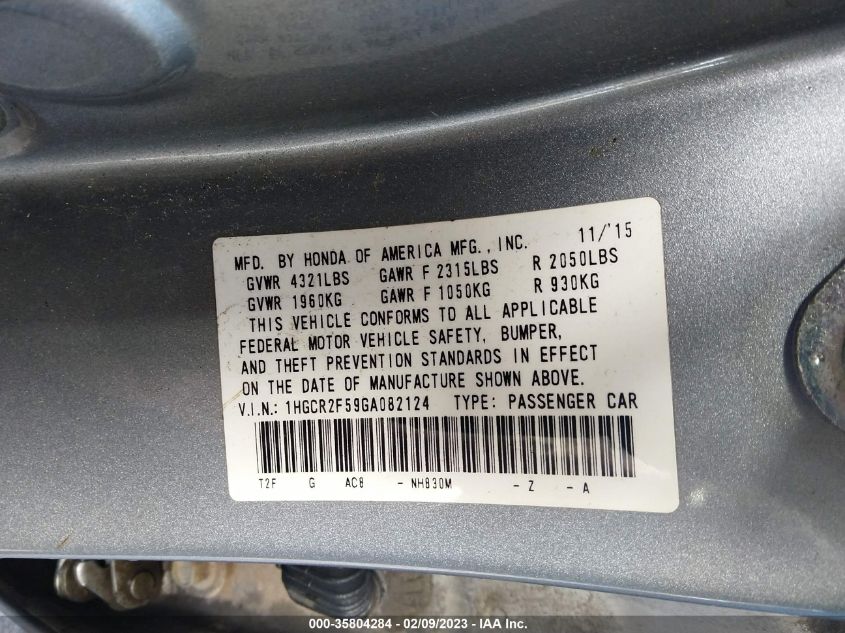 MFD. BY HONDA OF AMERICA MFG., INC. 11/'15
GVWR 4321LBS GAWR F 2315LBS R 2050LBS
GVWR 1960KG GAWR F 1050KG R 930KG
THIS VEHICLE CONFORMS TO ALL APPLICABLE
FEDERAL MOTOR VEHICLE SAFETY, BUMPER,
AND THEFT PREVENTION STANDARDS IN EFFECT
ON THE DATE OF MANUFACTURE SHOWN ABOVE.
V.I.N.: 1HGCR2F59GA082124 TYPE: PASSENGER CAR
T2F G AC8 - NH830M - Z - A
000-35804284 - 02/09/2023 - IAA Inc.